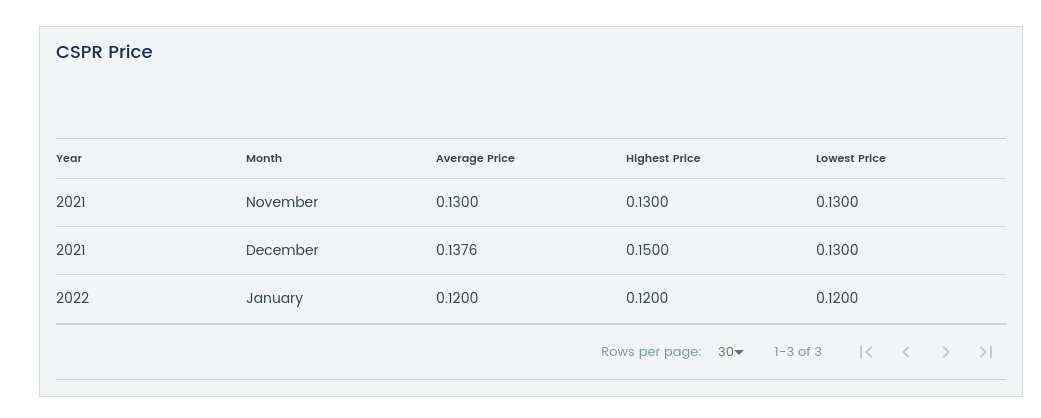 CSPR Price
Year Month Average Price Highest Price Lowest Price
2021 November 0.1300 0.1300 0.1300
2021 December 0.1376 0.1500 0.1300
2022 January 0.1200 0.1200 0.1200
Rows per page: 30 1-3 of 3